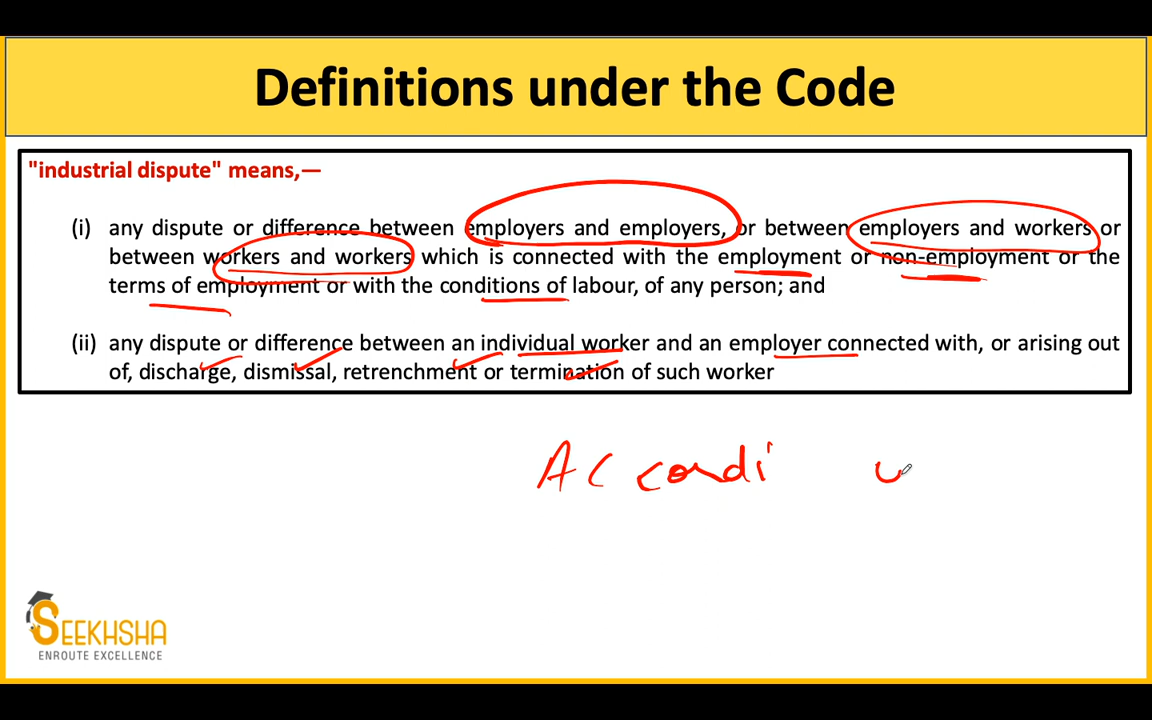 Definitions under the Code
"industrial dispute" means,—
(i) any dispute or difference between employers and employers, or between employers and workers or
between workers and workers which is connected with the employment or non-employment or the
terms of employment or with the conditions of labour, of any person; and
(ii) any dispute or difference between an individual worker and an employer connected with, or arising out
of, discharge, dismissal, retrenchment or termination of such worker
AC condi
SEEKHSHA
ENROUTE EXCELLENCE